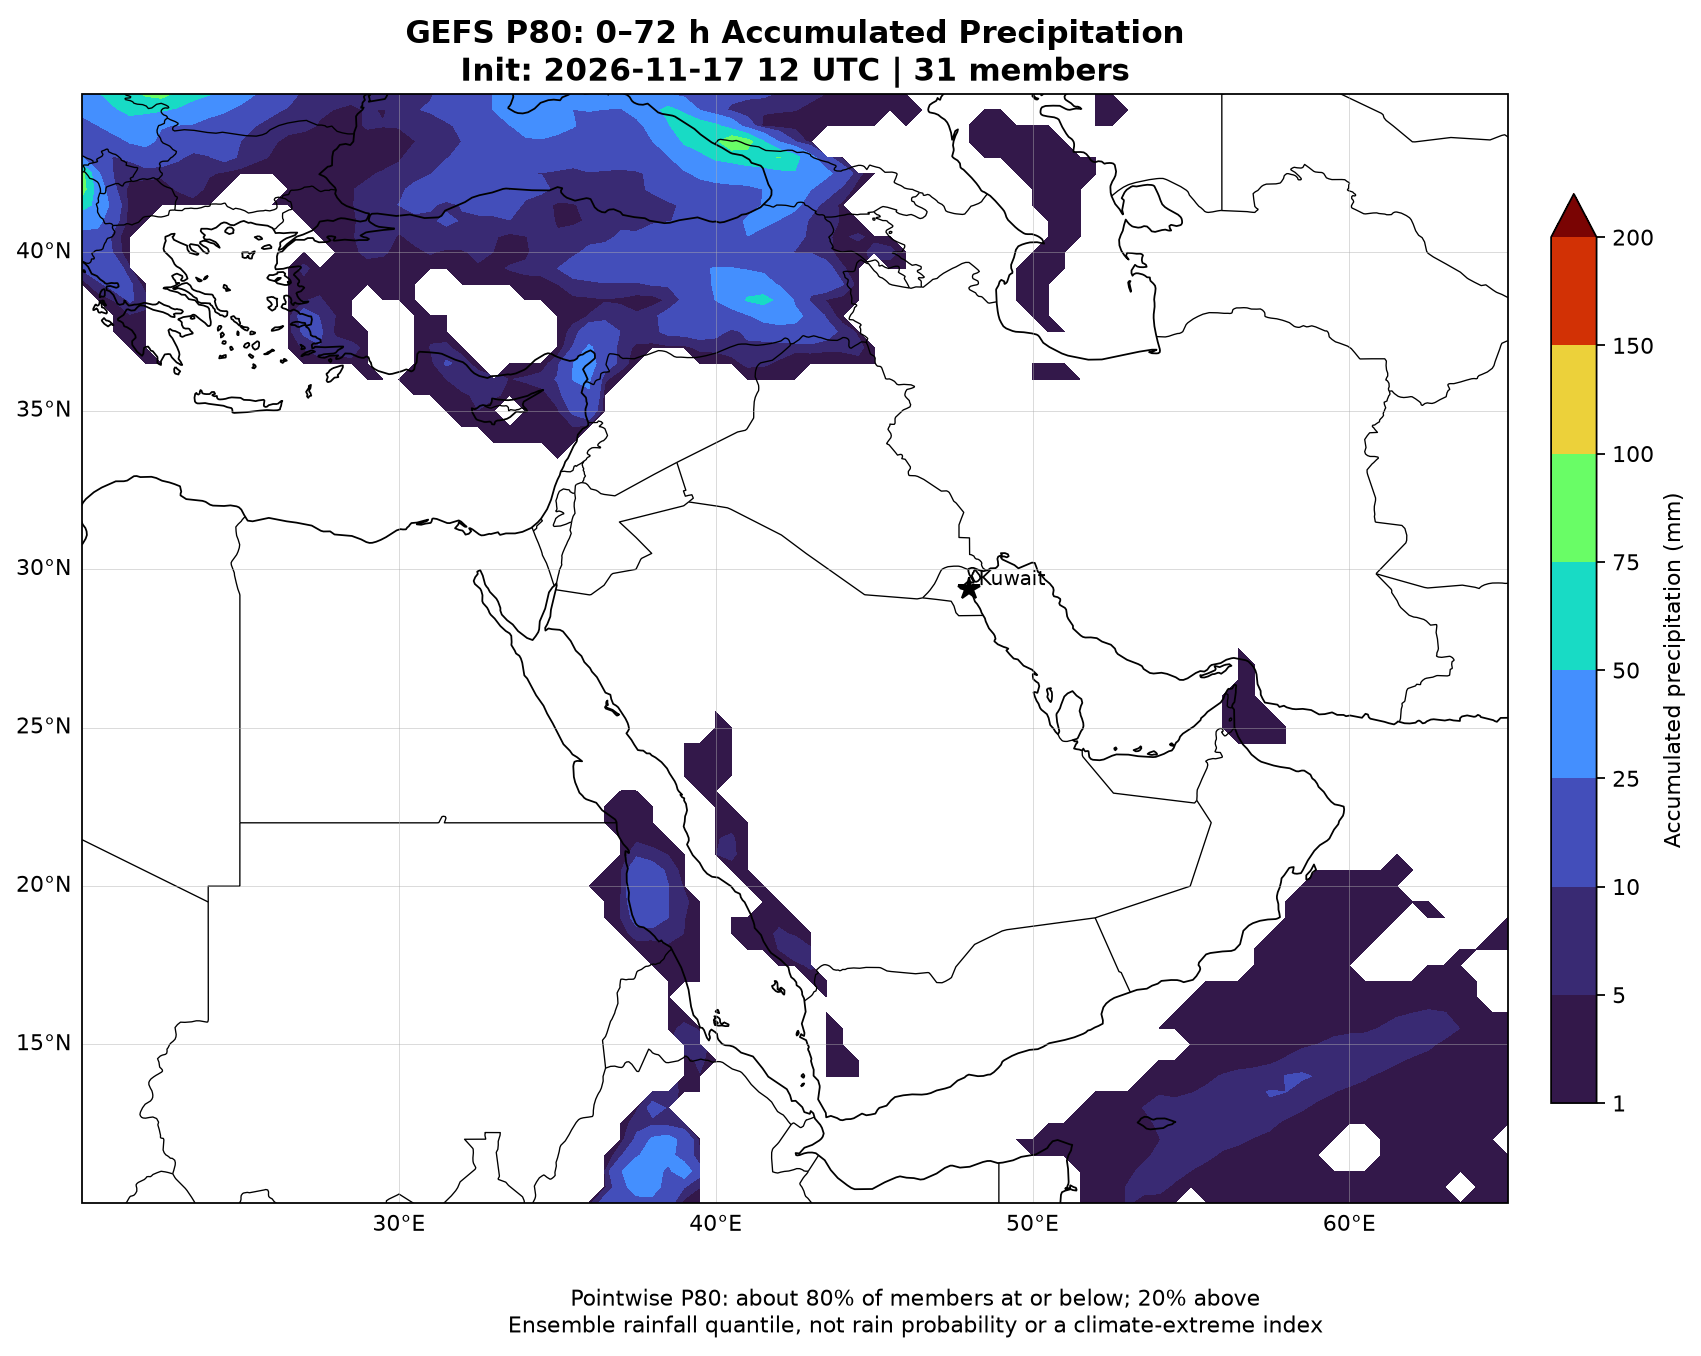 GEFS P80: 0–72 h Accumulated Precipitation
Init: 2026-11-17 12 UTC | 31 members
40°N
35°N
30°N
25°N
20°N
15°N
30°E
40°E
50°E
60°E
Kuwait
200
150
100
75
50
25
10
5
1
Accumulated precipitation (mm)
Pointwise P80: about 80% of members at or below; 20% above
Ensemble rainfall quantile, not rain probability or a climate-extreme index